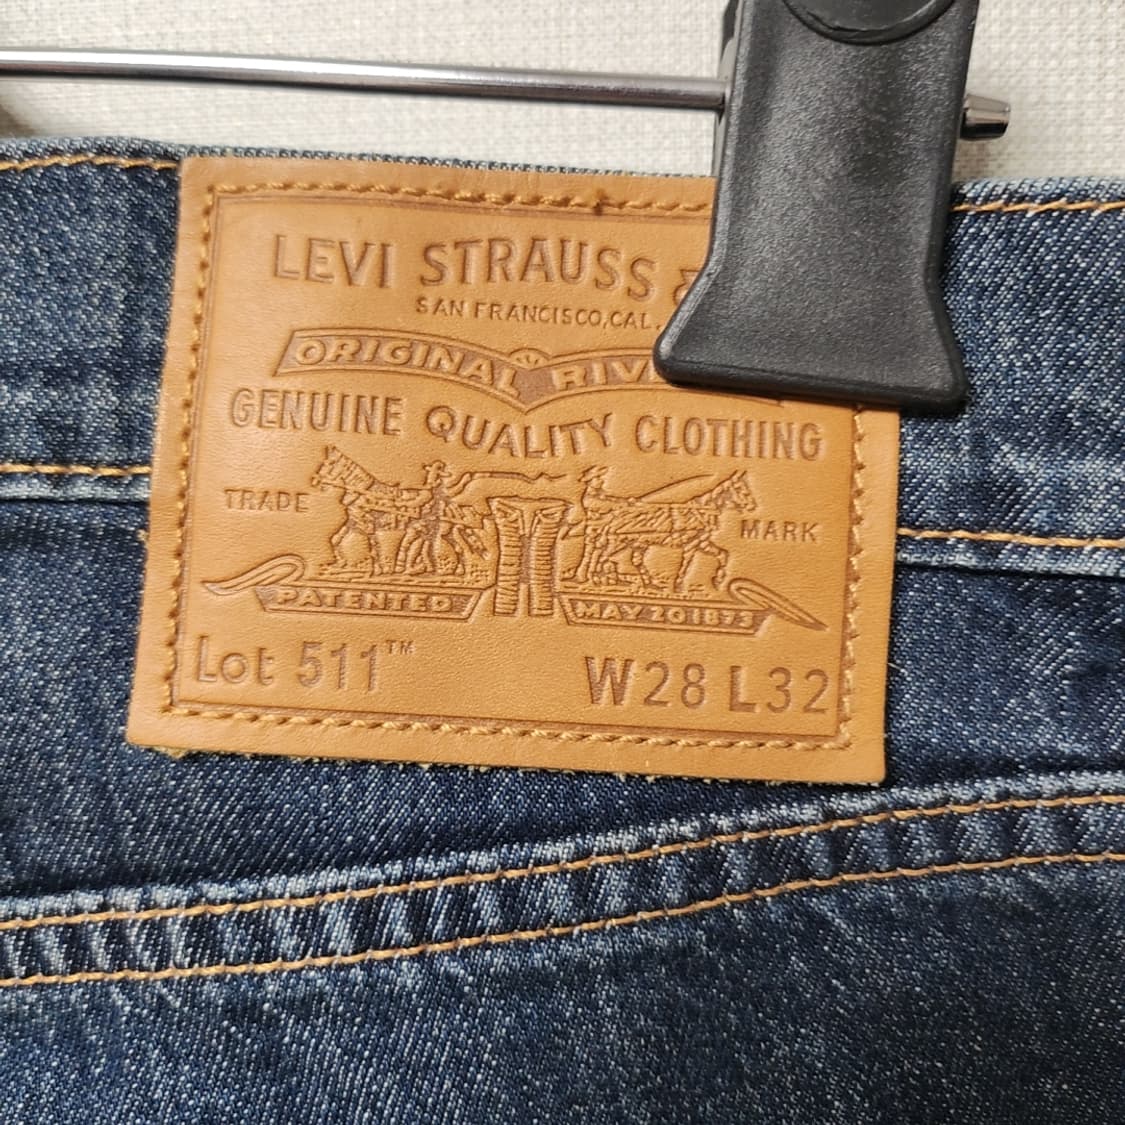 LEVI STRAUSS &
SAN FRANCISCO, CAL.
ORIGINAL
GENUINE QUALITY CLOTHING
TRADE MARK
PATENTED MAY 20 1873
Lot 511™ W28 L32